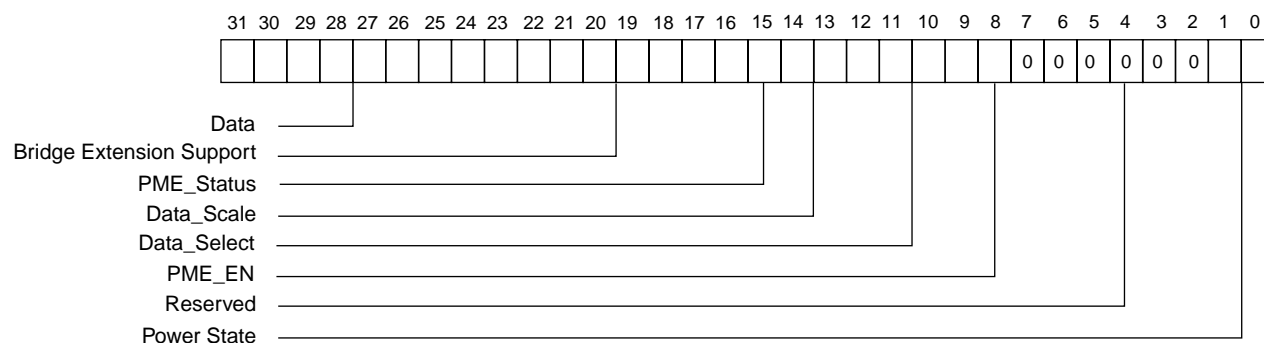 31 30 29 28 27 26 25 24 23 22 21 20 19 18 17 16 15 14 13 12 11 10 9 8 7 6 5 4 3 2 1 0
0 0 0 0 0 0
Data
Bridge Extension Support
PME_Status
Data_Scale
Data_Select
PME_EN
Reserved
Power State